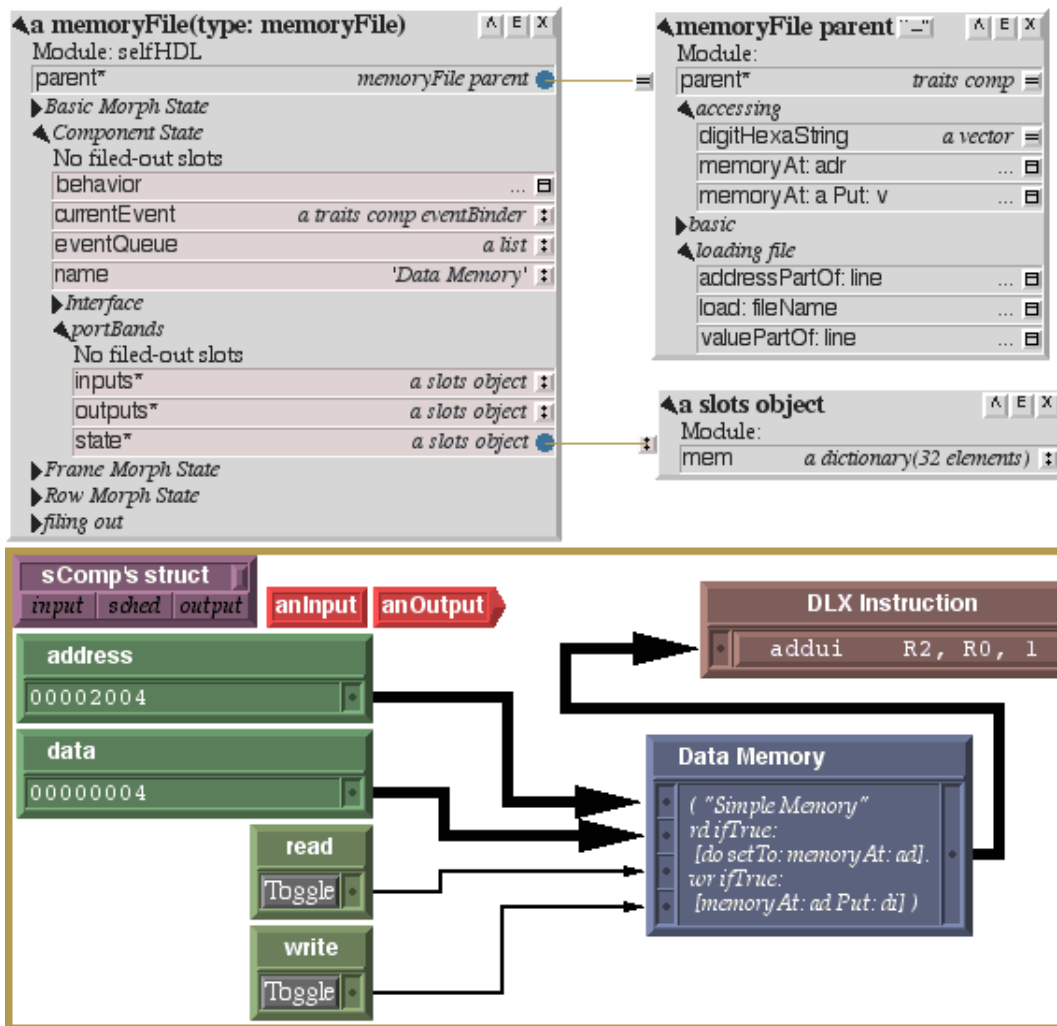 a memoryFile(type: memoryFile) ^ E X
Module: selfHDL
parent* memoryFile parent
Basic Morph State
Component State
No filed-out slots
behavior ...
currentEvent a traits comp eventBinder
eventQueue a list
name 'Data Memory'
Interface
portBands
No filed-out slots
inputs* a slots object
outputs* a slots object
state* a slots object
Frame Morph State
Row Morph State
filing out
memoryFile parent "..." ^ E X
Module:
parent* traits comp =
accessing
digitHexaString a vector =
memoryAt: adr ...
memoryAt: a Put: v ...
basic
loading file
addressPartOf: line ...
load: fileName ...
valuePartOf: line ...
a slots object ^ E X
Module:
mem a dictionary(32 elements)
sComp's struct
input sched output
anInput
anOutput
DLX Instruction
addui R2, R0, 1
address
00002004
data
00000004
read
Toggle
write
Toggle
Data Memory
( "Simple Memory"
rd ifTrue:
[do setTo: memoryAt: ad].
wr ifTrue:
[memoryAt: ad Put: di] )